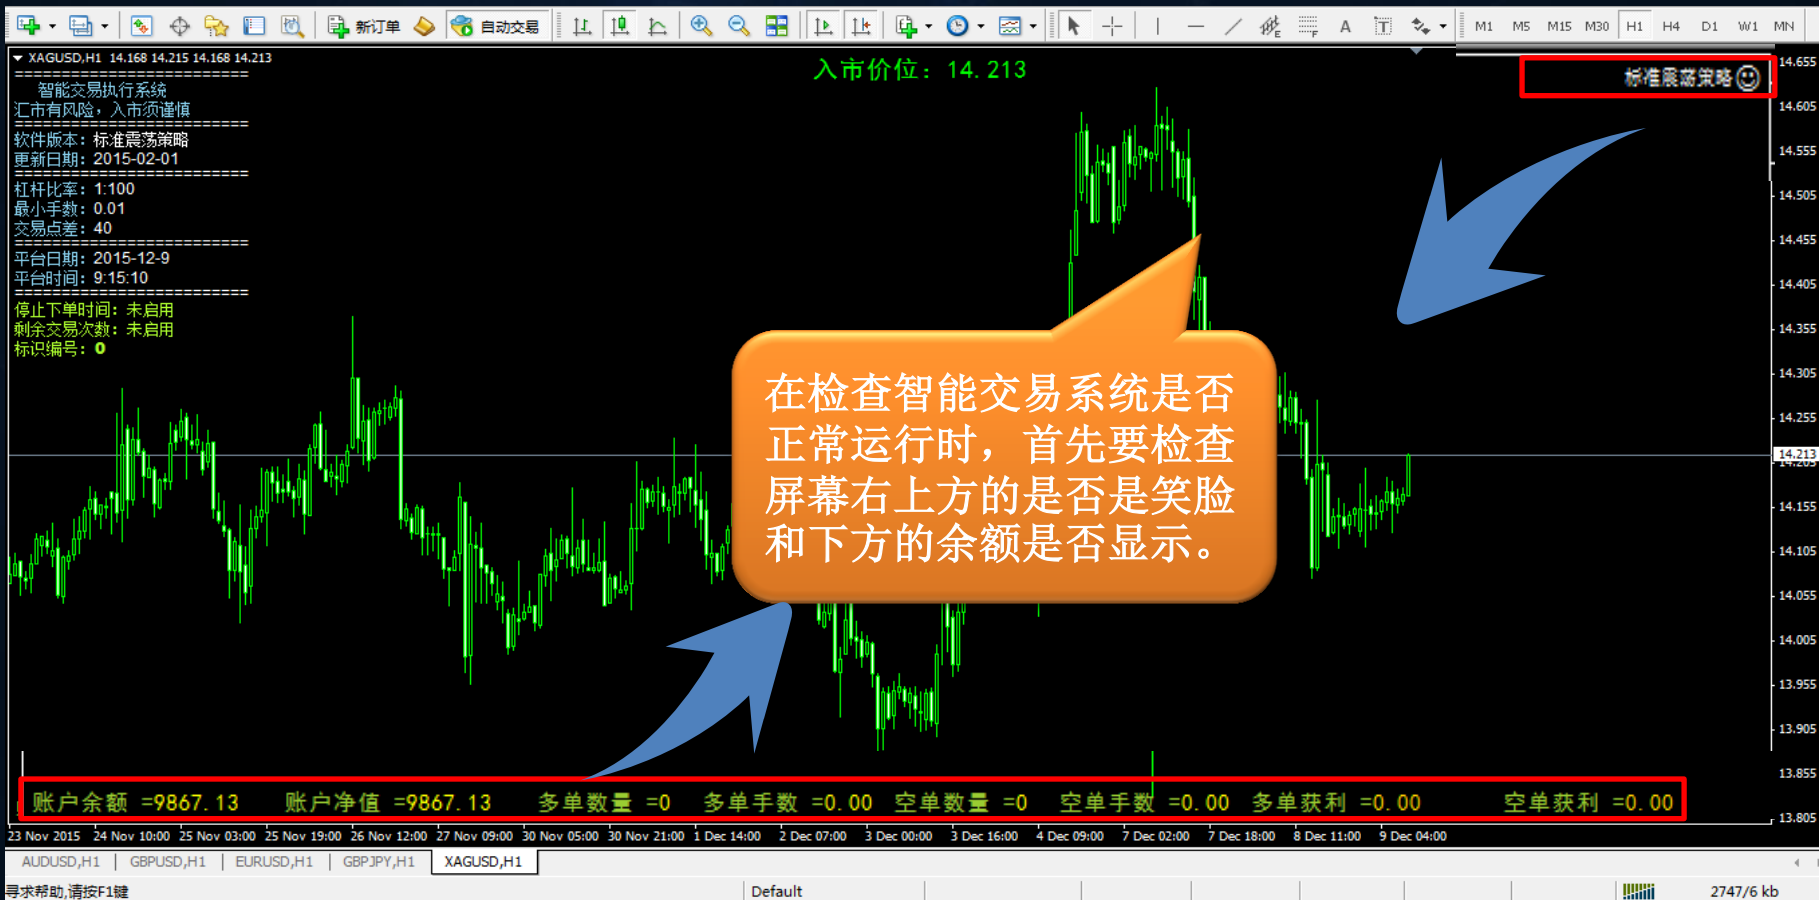 新订单 自动交易 A T M1 M5 M15 M30 H1 H4 D1 W1 MN
XAGUSD,H1 14.168 14.215 14.168 14.213
入市价位：14.213
标准震荡策略
=========================
智能交易执行系统
汇市有风险，入市须谨慎
=========================
软件版本：标准震荡策略
更新日期：2015-02-01
=========================
杠杆比率：1:100
最小手数：0.01
交易点差：40
=========================
平台日期：2015-12-9
平台时间：9:15:10
=========================
停止下单时间：未启用
剩余交易次数：未启用
标识编号：0
在检查智能交易系统是否
正常运行时，首先要检查
屏幕右上方的是否是笑脸
和下方的余额是否显示。
14.655
14.605
14.555
14.505
14.455
14.405
14.355
14.305
14.255
14.213
14.205
14.155
14.105
14.055
14.005
13.955
13.905
13.855
13.805
账户余额 =9867.13 账户净值 =9867.13 多单数量 =0 多单手数 =0.00 空单数量 =0 空单手数 =0.00 多单获利 =0.00 空单获利 =0.00
23 Nov 2015 24 Nov 10:00 25 Nov 03:00 25 Nov 19:00 26 Nov 12:00 27 Nov 09:00 30 Nov 05:00 30 Nov 21:00 1 Dec 14:00 2 Dec 07:00 3 Dec 00:00 3 Dec 16:00 4 Dec 09:00 7 Dec 02:00 7 Dec 18:00 8 Dec 11:00 9 Dec 04:00
AUDUSD,H1 GBPUSD,H1 EURUSD,H1 GBPJPY,H1 XAGUSD,H1
寻求帮助,请按F1键 Default 2747/6 kb